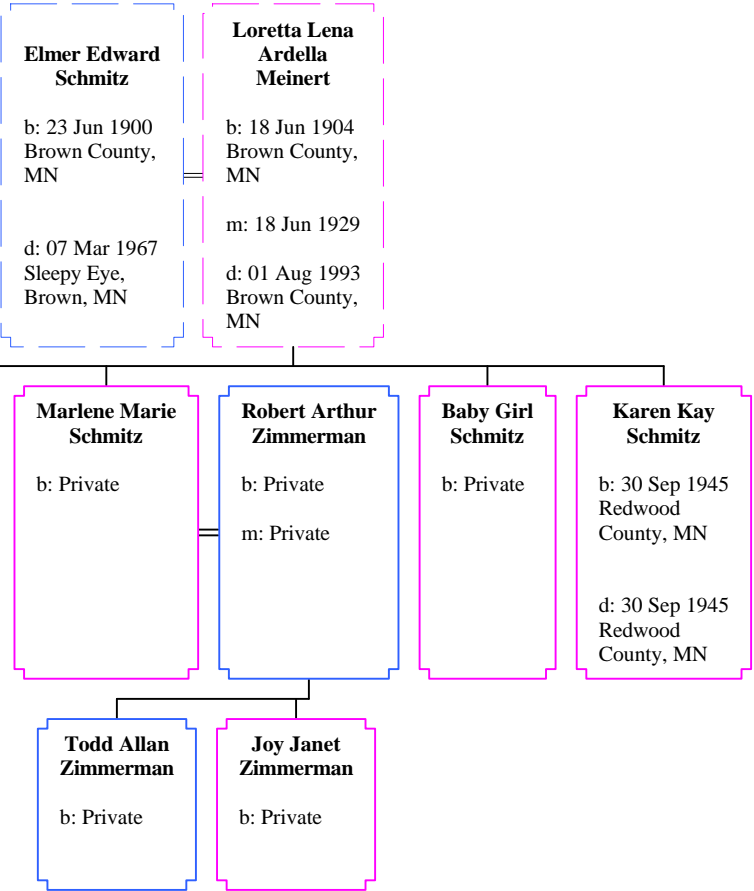 Elmer Edward
Schmitz
b: 23 Jun 1900
Brown County,
MN
d: 07 Mar 1967
Sleepy Eye,
Brown, MN
Loretta Lena
Ardella
Meinert
b: 18 Jun 1904
Brown County,
MN
m: 18 Jun 1929
d: 01 Aug 1993
Brown County,
MN
Marlene Marie
Schmitz
b: Private
Robert Arthur
Zimmerman
b: Private
m: Private
Baby Girl
Schmitz
b: Private
Karen Kay
Schmitz
b: 30 Sep 1945
Redwood
County, MN
d: 30 Sep 1945
Redwood
County, MN
Todd Allan
Zimmerman
b: Private
Joy Janet
Zimmerman
b: Private